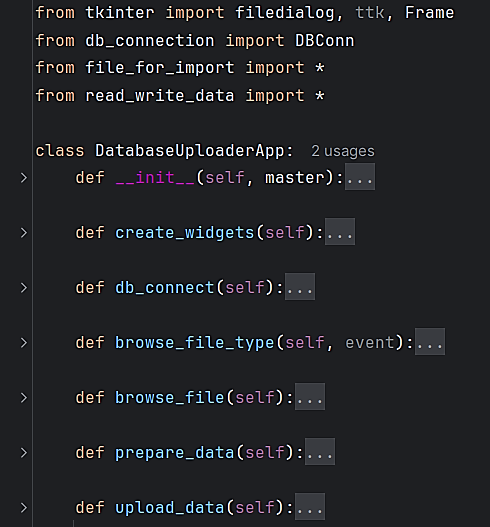 from tkinter import filedialog, ttk, Frame
from db_connection import DBConn
from file_for_import import *
from read_write_data import *
class DatabaseUploaderApp: 2 usages
def __init__(self, master):...
def create_widgets(self):...
def db_connect(self):...
def browse_file_type(self, event):...
def browse_file(self):...
def prepare_data(self):...
def upload_data(self):...